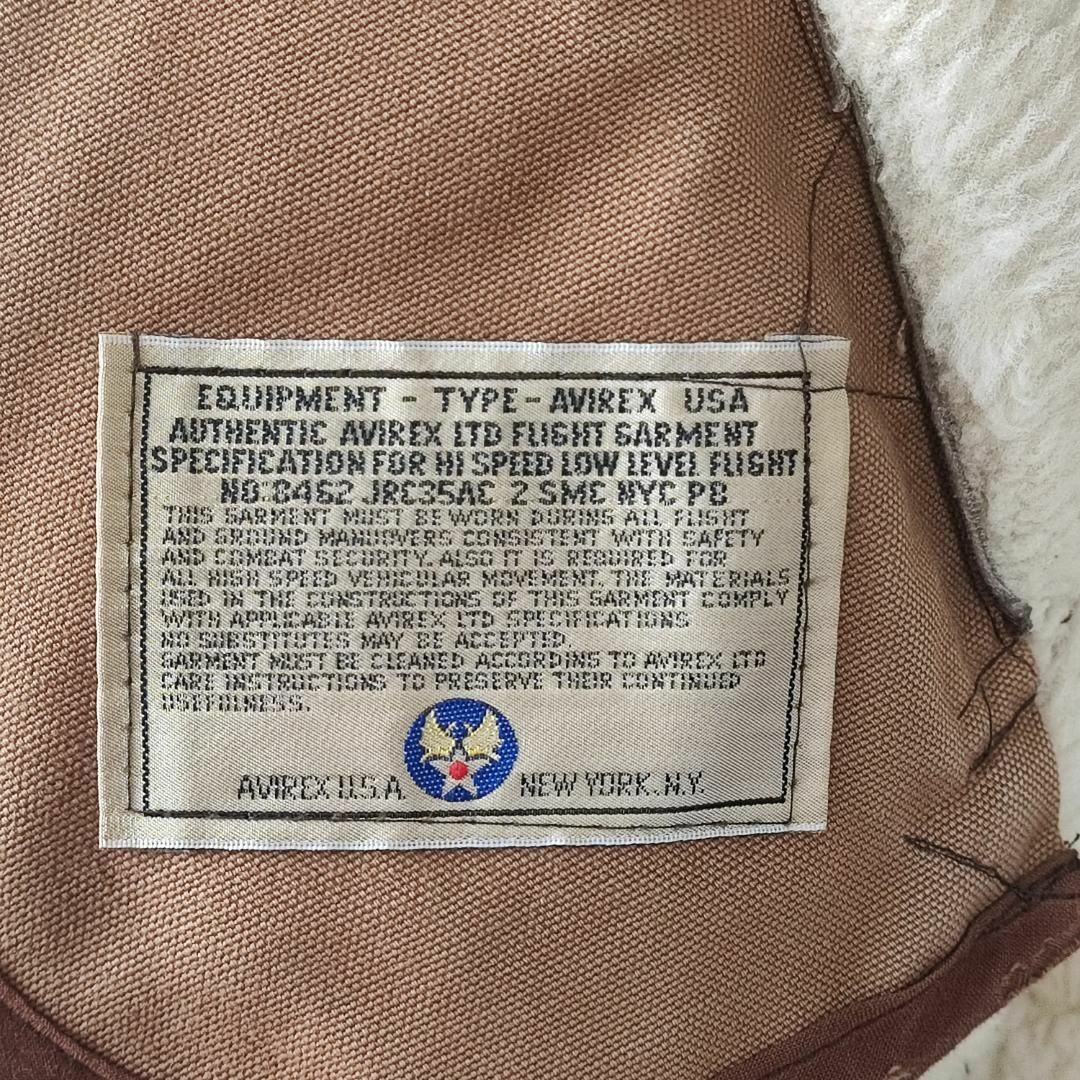 EQUIPMENT - TYPE - AVIREX USA
AUTHENTIC AVIREX LTD FLIGHT GARMENT
SPECIFICATION FOR HI SPEED LOW LEVEL FLIGHT
NO:8462 JRC35AC 2 SMC NYC PB
THIS GARMENT MUST BE WORN DURING ALL FLIGHT
AND GROUND MANUOVERS CONSISTENT WITH SAFETY
AND COMBAT SECURITY. ALSO IT IS REQUIRED FOR
ALL HIGH SPEED VEHICULAR MOVEMENT. THE MATERIALS
USED IN THE CONSTRUCTIONS OF THIS GARMENT COMPLY
WITH APPLICABLE AVIREX LTD SPECIFICATIONS
NO SUBSTITUTES MAY BE ACCEPTED.
GARMENT MUST BE CLEANED ACCORDING TO AVIREX LTD
CARE INSTRUCTIONS TO PRESERVE THEIR CONTINUED
USEFULNESS.
AVIREX U.S.A. NEW YORK. N.Y.